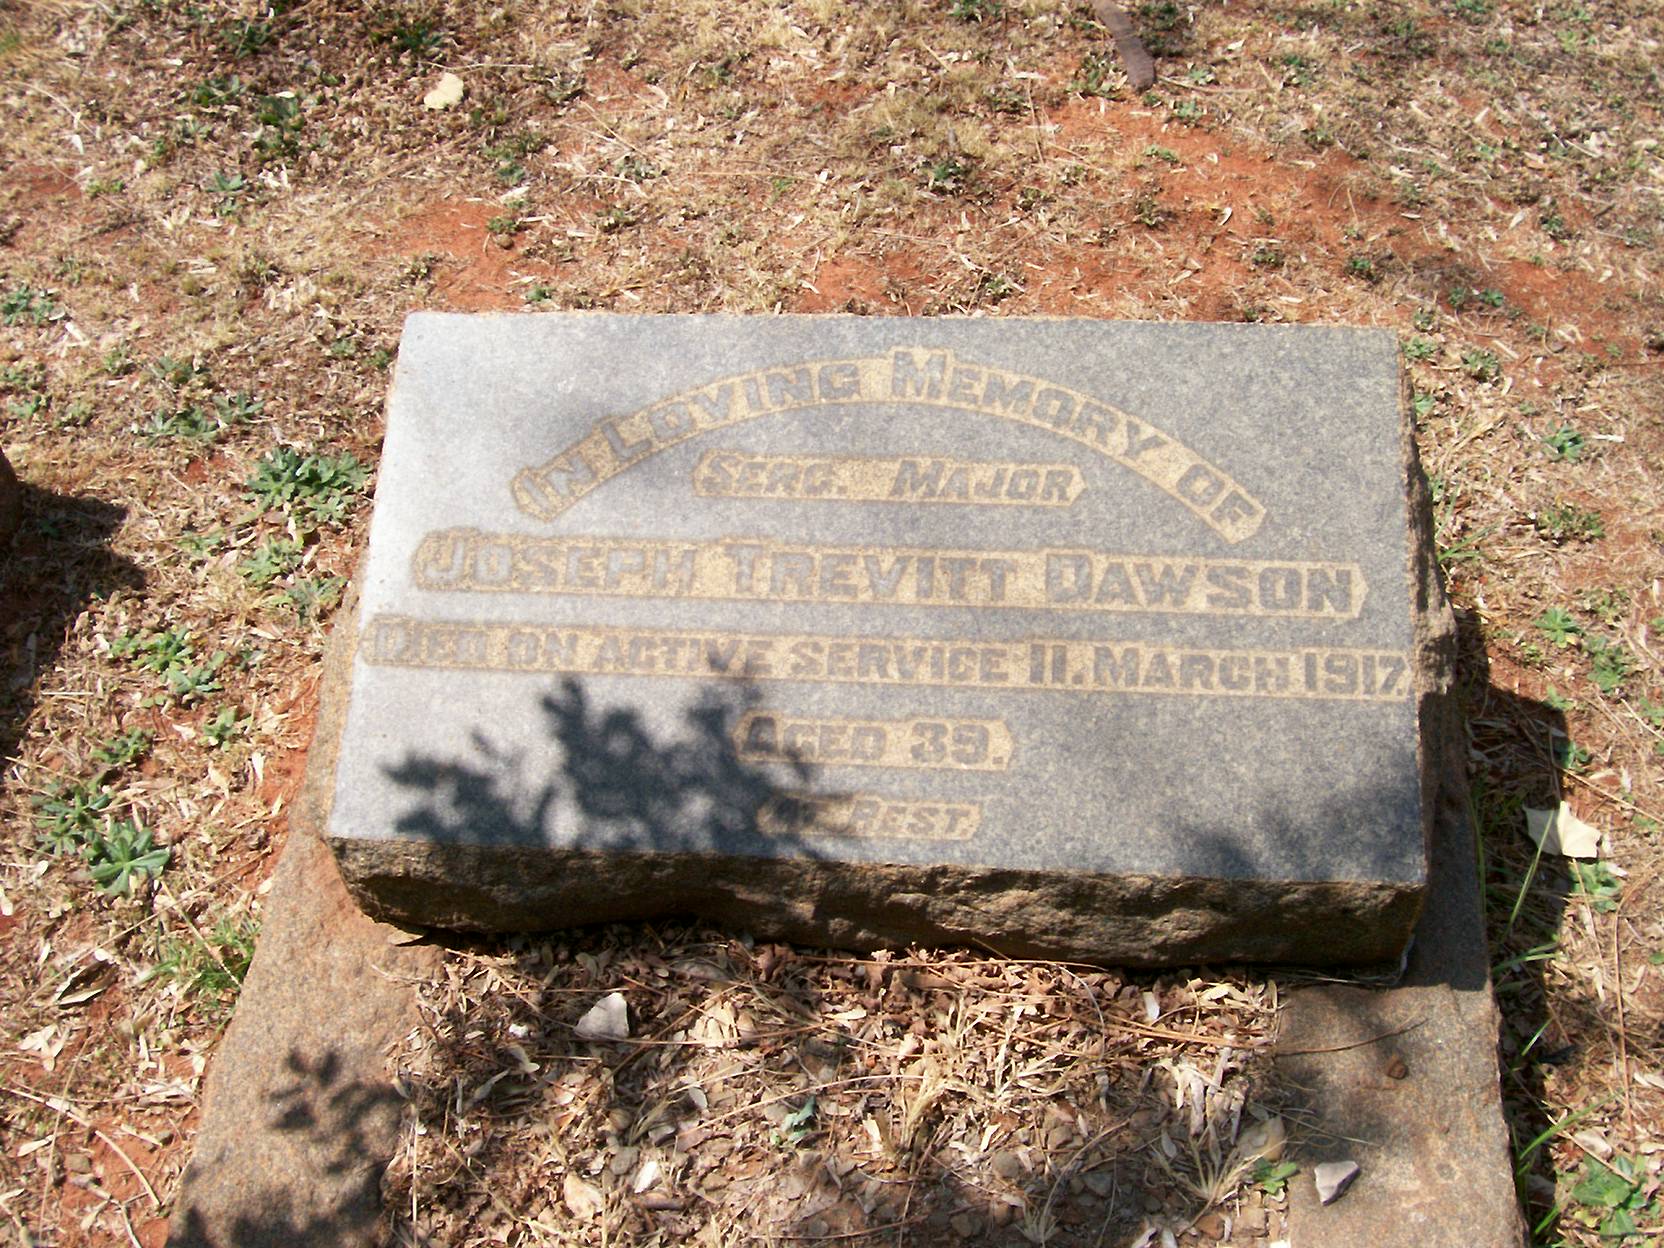 In Loving Memory of
Serg. Major
Joseph Trevitt Dawson
Died on active service 11. March 1917.
Aged 39.
At Rest.